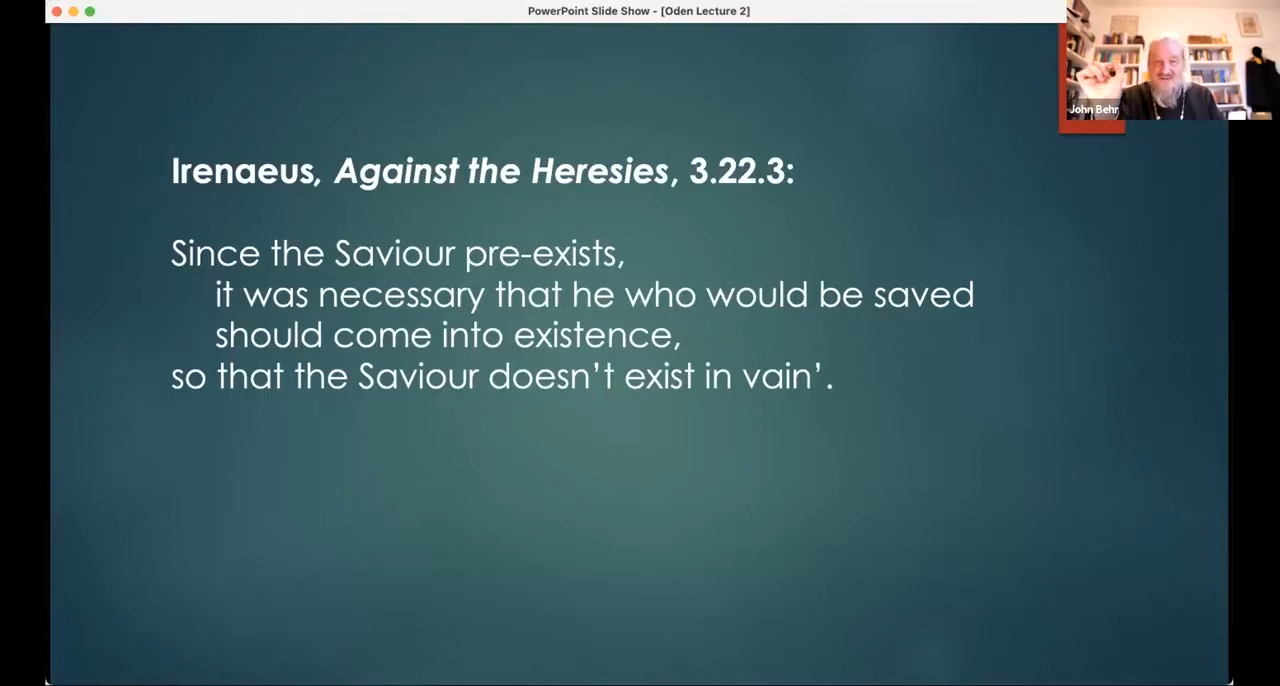 PowerPoint Slide Show - [Oden Lecture 2]
John Behr
Irenaeus, Against the Heresies, 3.22.3:
Since the Saviour pre-exists,
it was necessary that he who would be saved
should come into existence,
so that the Saviour doesn’t exist in vain’.